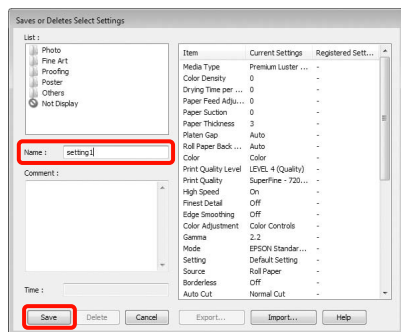 Saves or Deletes Select Settings
List :
Photo
Fine Art
Proofing
Poster
Others
Not Display
Name : setting1
Comment :
Time :
Item Current Settings Registered Sett...
Media Type Premium Luster ... -
Color Density 0 -
Drying Time per ... 0 -
Paper Feed Adju... 0 -
Paper Suction 0 -
Paper Thickness 3 -
Platen Gap Auto -
Roll Paper Back ... Auto -
Color Color -
Print Quality Level LEVEL 4 (Quality) -
Print Quality SuperFine - 720... -
High Speed On -
Finest Detail Off -
Edge Smoothing Off -
Color Adjustment Color Controls -
Gamma 2.2 -
Mode EPSON Standar... -
Setting Default Setting -
Source Roll Paper -
Borderless Off -
Auto Cut Normal Cut -
Save Delete Cancel Export... Import... Help